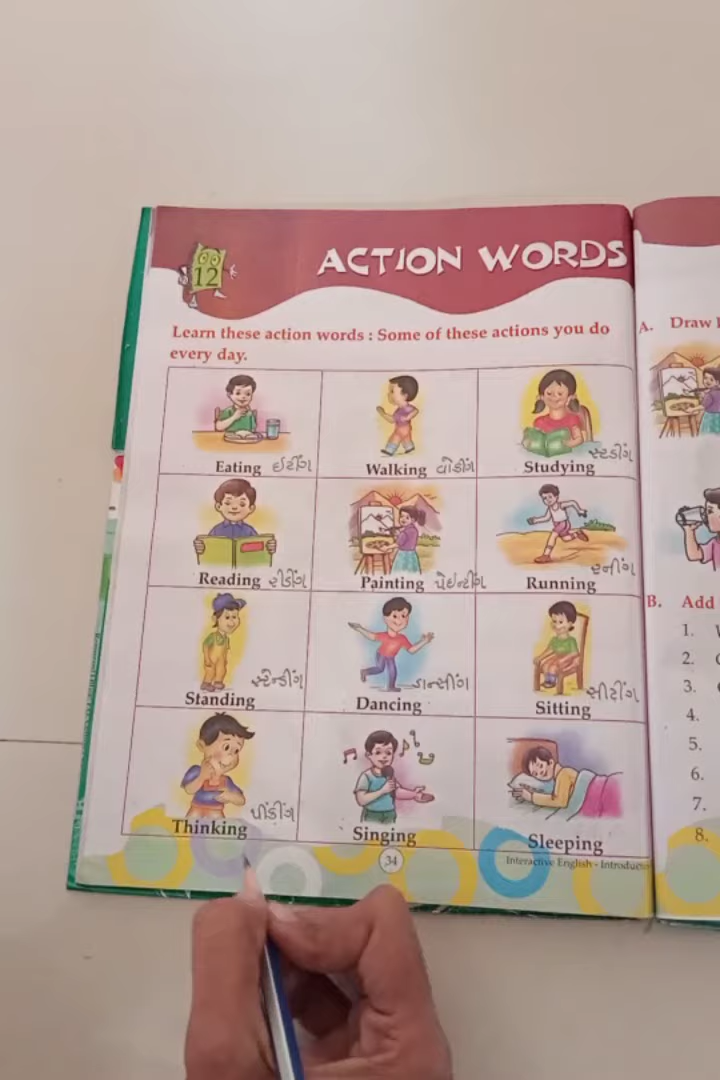 12
ACTION WORDS
Learn these action words : Some of these actions you do
every day.
Eating ઈટીંગ
Walking વોકીંગ
Studying સ્ટડીંગ
Reading રીડીંગ
Painting પેઇન્ટીંગ
Running રનીંગ
Standing સ્ટેન્ડીંગ
Dancing ડાન્સીંગ
Sitting સીટીંગ
Thinking
Singing
Sleeping
34
Interactive English - Introduc
A. Draw
B. Add
1.
2.
3.
4.
5.
6.
7.
8.